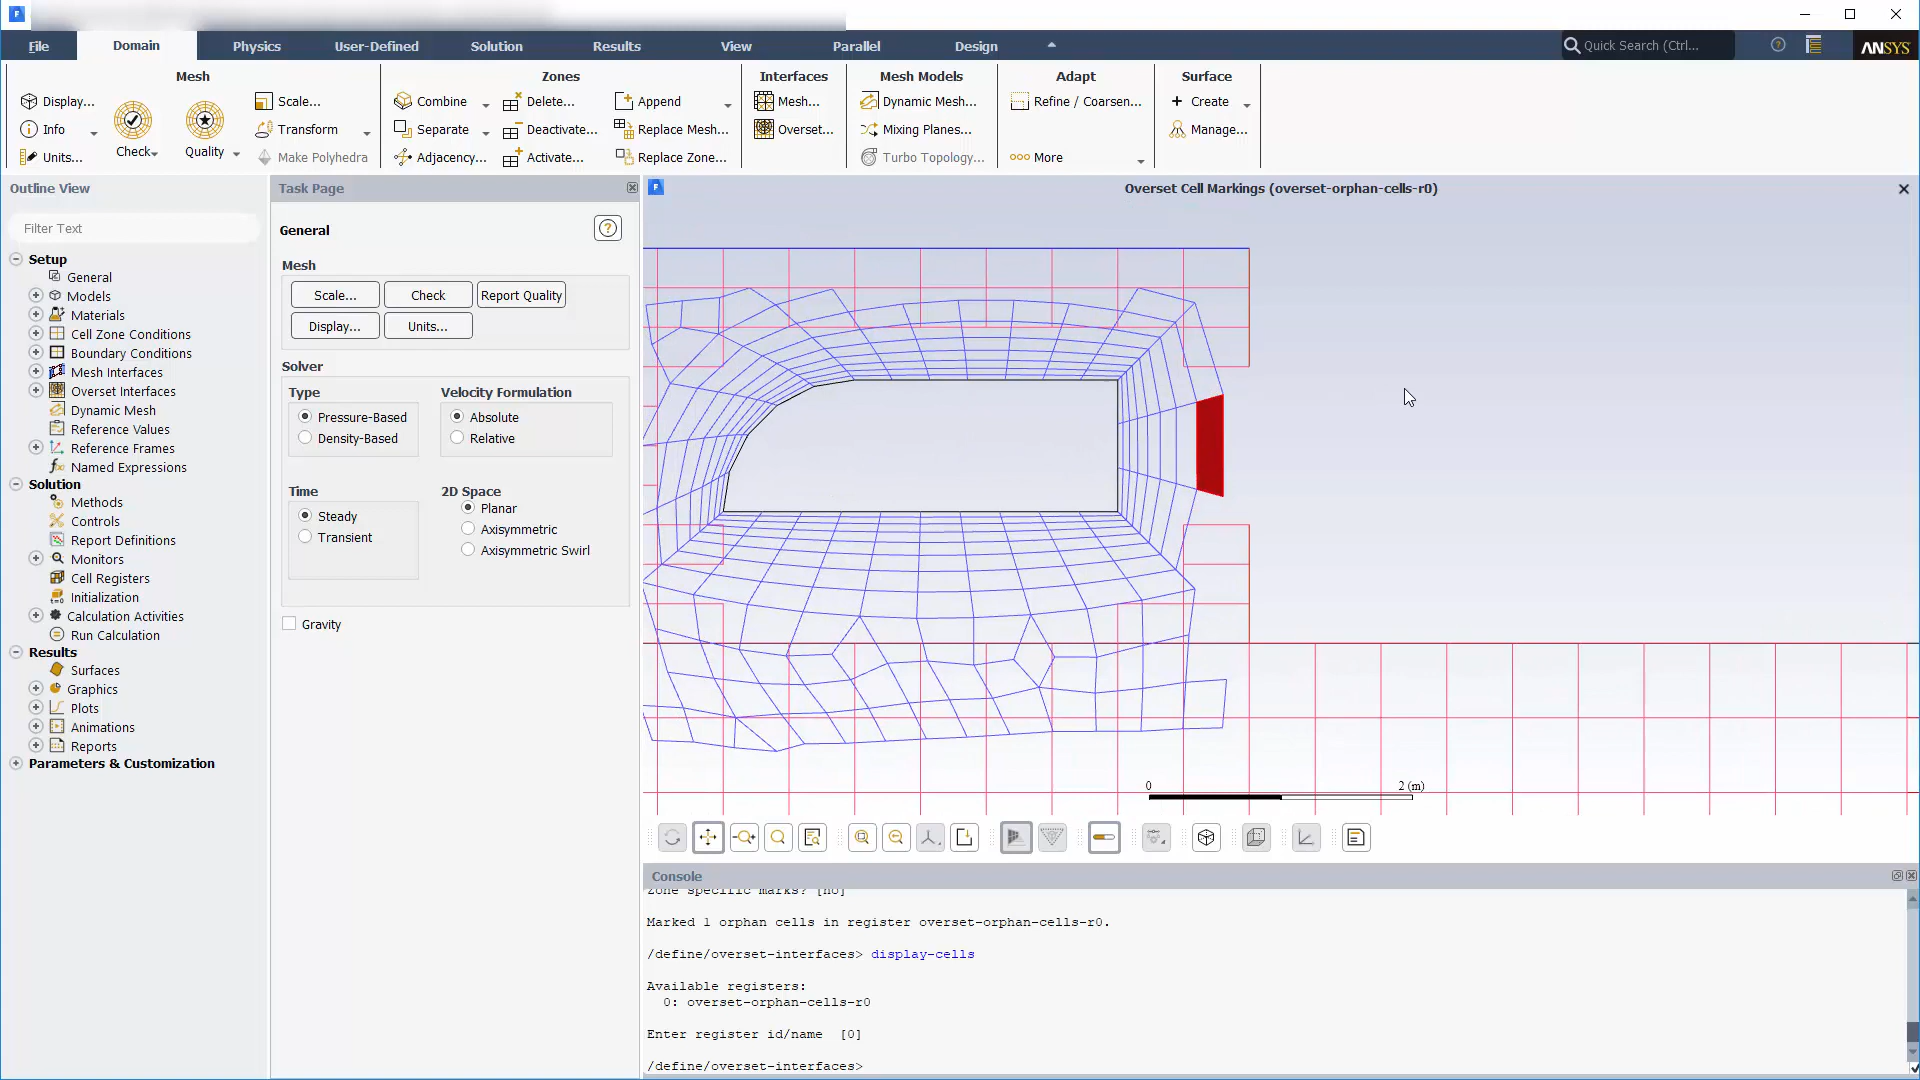 File
Domain
Physics
User-Defined
Solution
Results
View
Parallel
Design
Quick Search (Ctrl...
ANSYS
Mesh
Display...
Info
Units...
Check
Quality
Scale...
Transform
Make Polyhedra
Zones
Combine
Separate
Adjacency...
Delete...
Deactivate...
Activate...
Append
Replace Mesh...
Replace Zone...
Interfaces
Mesh...
Overset...
Mesh Models
Dynamic Mesh...
Mixing Planes...
Turbo Topology...
Adapt
Refine / Coarsen...
More
Surface
Create
Manage...
Outline View
Filter Text
Setup
General
Models
Materials
Cell Zone Conditions
Boundary Conditions
Mesh Interfaces
Overset Interfaces
Dynamic Mesh
Reference Values
Reference Frames
Named Expressions
Solution
Methods
Controls
Report Definitions
Monitors
Cell Registers
Initialization
Calculation Activities
Run Calculation
Results
Surfaces
Graphics
Plots
Animations
Reports
Parameters & Customization
Task Page
General
Mesh
Scale...
Check
Report Quality
Display...
Units...
Solver
Type
Pressure-Based
Density-Based
Velocity Formulation
Absolute
Relative
Time
Steady
Transient
2D Space
Planar
Axisymmetric
Axisymmetric Swirl
Gravity
Overset Cell Markings (overset-orphan-cells-r0)
0
2 (m)
Console
Zone specific marks? [no]
Marked 1 orphan cells in register overset-orphan-cells-r0.
/define/overset-interfaces> display-cells
Available registers:
0: overset-orphan-cells-r0
Enter register id/name [0]
/define/overset-interfaces>